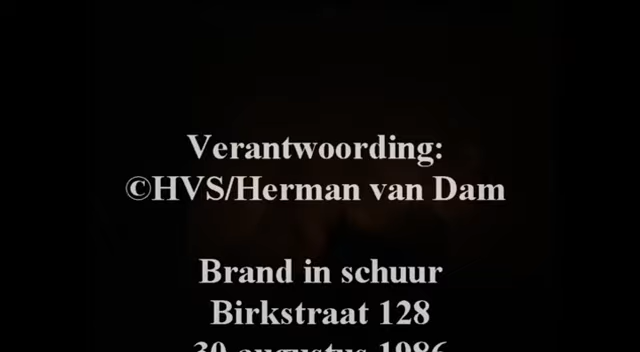 Verantwoording:
©HVS/Herman van Dam
Brand in schuur
Birkstraat 128
30 augustus 1986